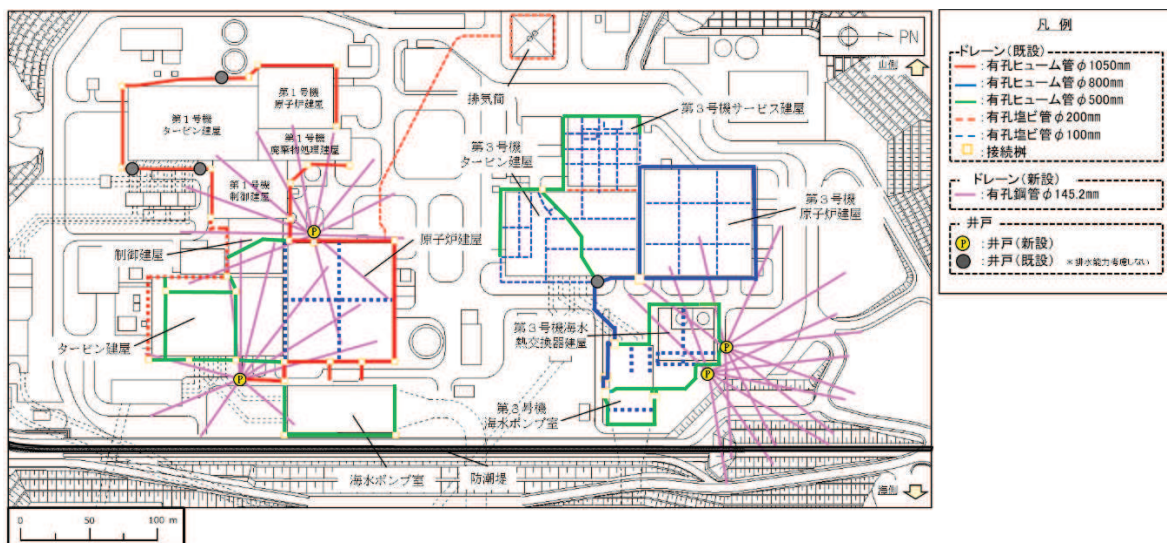 第1号機
原子炉建屋
第1号機
タービン建屋
第1号機
廃棄物処理建屋
第1号機
制御建屋
制御建屋
原子炉建屋
タービン建屋
海水ポンプ室
防潮堤
排気筒
第3号機サービス建屋
第3号機
タービン建屋
第3号機
原子炉建屋
第3号機海水
熱交換器建屋
第3号機
海水ポンプ室
P
P
P
P
PN
山側
海側
0 50 100 m
凡 例
ドレーン(既設)
:有孔ヒューム管φ1050mm
:有孔ヒューム管φ800mm
:有孔ヒューム管φ500mm
:有孔塩ビ管φ200mm
:有孔塩ビ管φ100mm
:接続桝
ドレーン(新設)
:有孔鋼管φ145.2mm
井戸
P :井戸(新設)
:井戸(既設) ※排水能力考慮しない